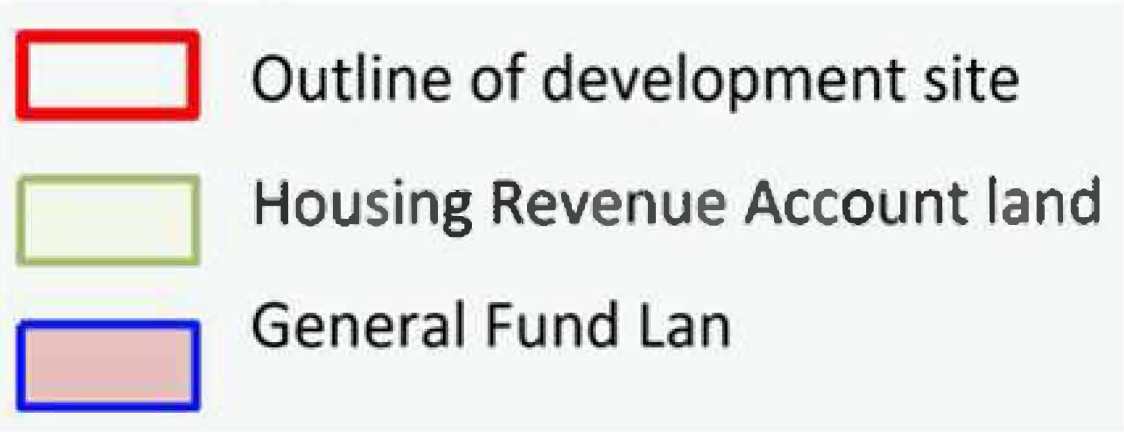 Outline of development site
Housing Revenue Account land
General Fund Lan